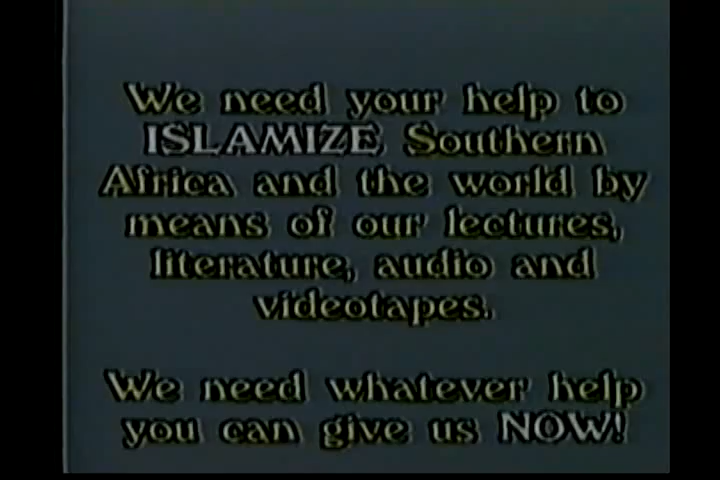 We need your help to
ISLAMIZE Southern
Africa and the world by
means of our lectures,
literature, audio and
videotapes.
We need whatever help
you can give us NOW!